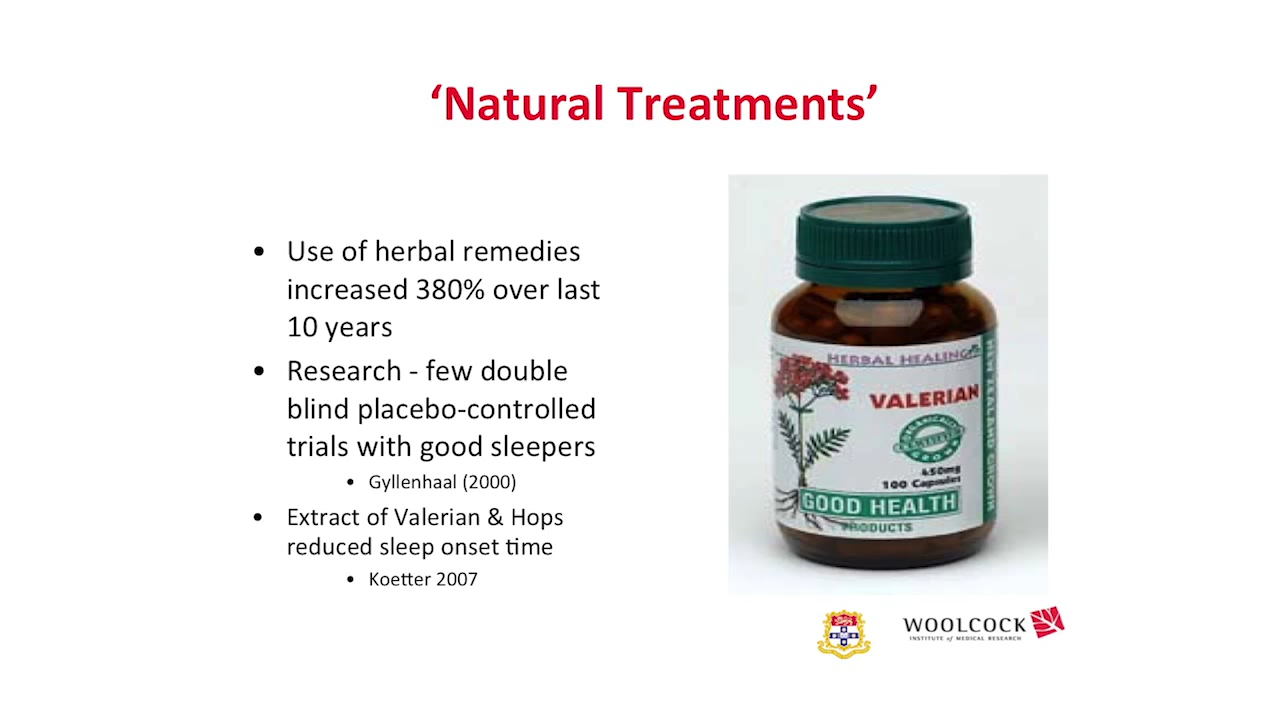 ‘Natural Treatments’
• Use of herbal remedies
increased 380% over last
10 years
• Research - few double
blind placebo-controlled
trials with good sleepers
• Gyllenhaal (2000)
• Extract of Valerian & Hops
reduced sleep onset time
• Koetter 2007
HERBAL HEALING
VALERIAN
ORGANICALLY
GROWN
450mg
100 Capsules
GOOD HEALTH
PRODUCTS
NEW ZEALAND GROWN
WOOLCOCK
INSTITUTE of MEDICAL RESEARCH